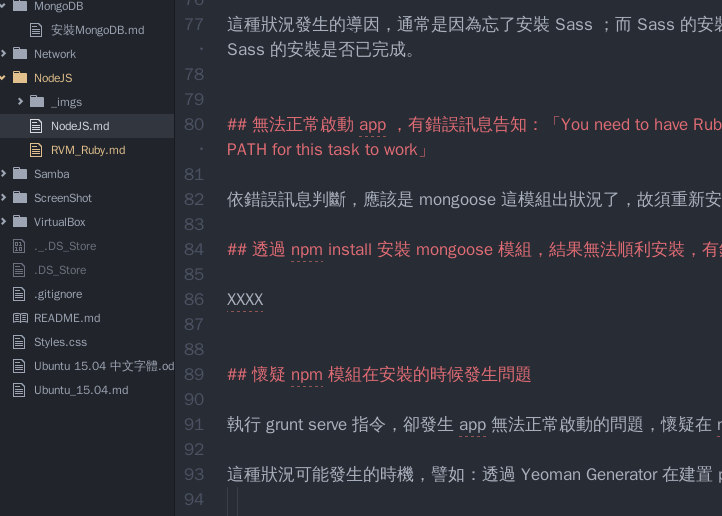 MongoDB
安裝MongoDB.md
Network
NodeJS
_imgs
NodeJS.md
RVM_Ruby.md
Samba
ScreenShot
VirtualBox
._.DS_Store
.DS_Store
.gitignore
README.md
Styles.css
Ubuntu 15.04 中文字體.od
Ubuntu_15.04.md
76
77 這種狀況發生的導因，通常是因為忘了安裝 Sass ；而 Sass 的安裝
Sass 的安裝是否已完成。
78
79
80 ## 無法正常啟動 app ，有錯誤訊息告知：「You need to have Rub
PATH for this task to work」
81
82 依錯誤訊息判斷，應該是 mongoose 這模組出狀況了，故須重新安
83
84 ## 透過 npm install 安裝 mongoose 模組，結果無法順利安裝，有
85
86 XXXX
87
88
89 ## 懷疑 npm 模組在安裝的時候發生問題
90
91 執行 grunt serve 指令，卻發生 app 無法正常啟動的問題，懷疑在 n
92
93 這種狀況可能發生的時機，譬如：透過 Yeoman Generator 在建置 p
94